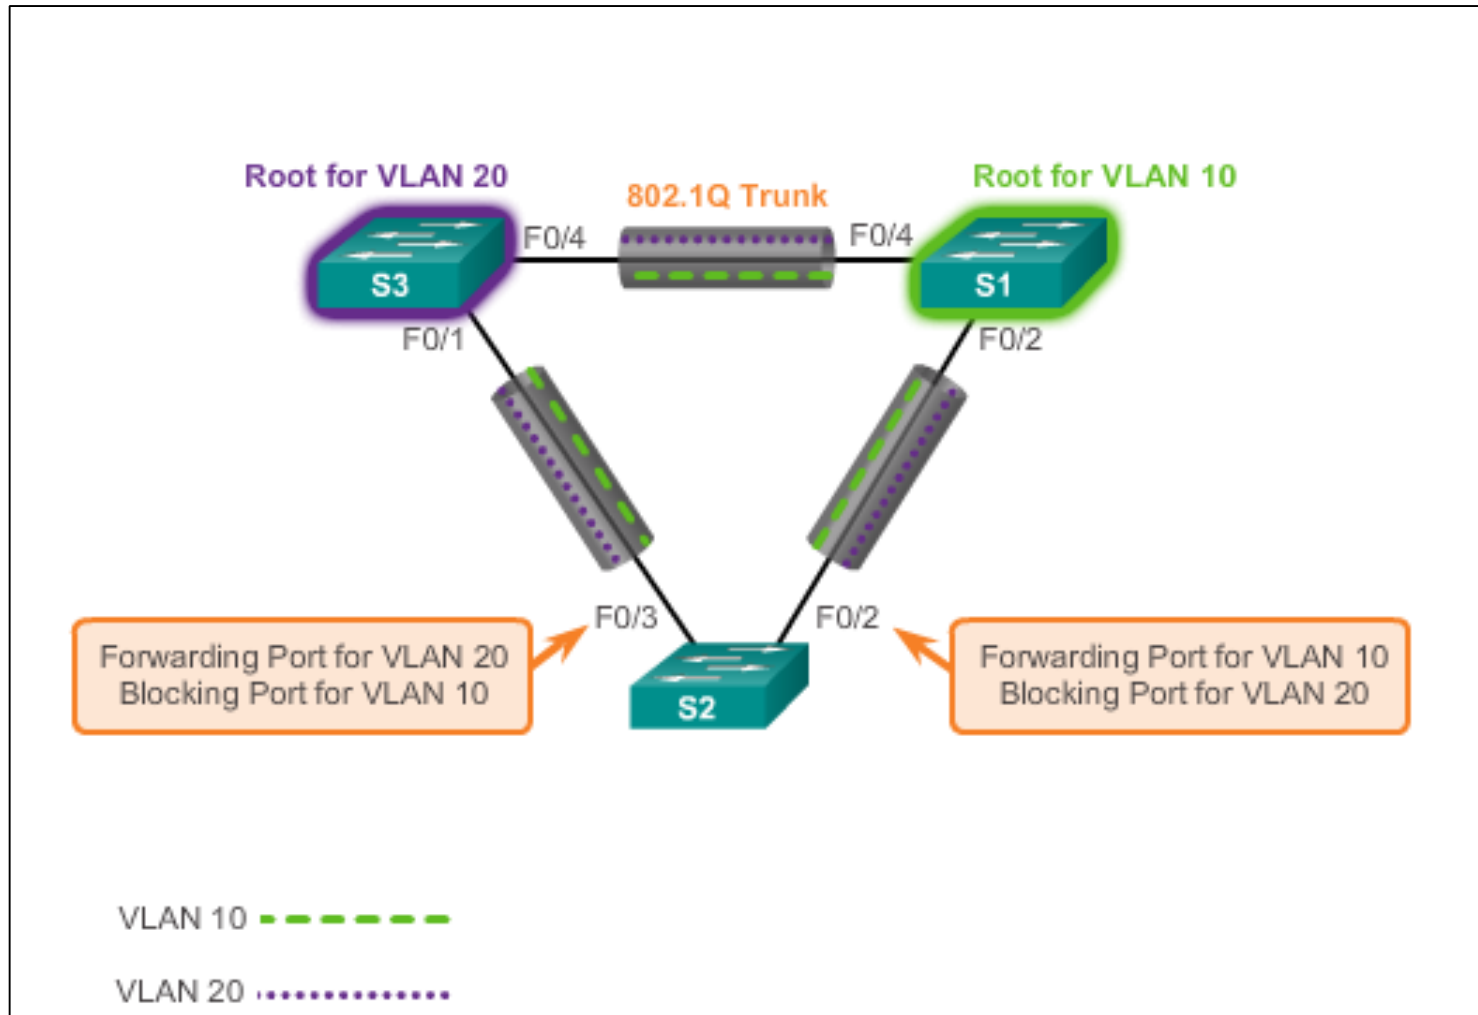 Root for VLAN 20
802.1Q Trunk
Root for VLAN 10
F0/4
F0/4
S3
S1
F0/1
F0/2
F0/3
F0/2
Forwarding Port for VLAN 20
Blocking Port for VLAN 10
Forwarding Port for VLAN 10
Blocking Port for VLAN 20
S2
VLAN 10
VLAN 20